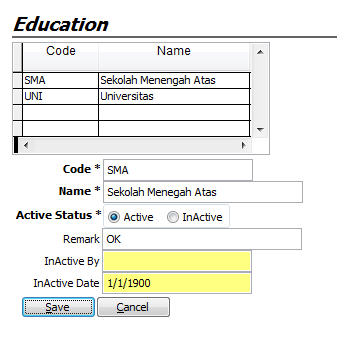 Education
Code Name
SMA Sekolah Menengah Atas
UNI Universitas
Code * SMA
Name * Sekolah Menegah Atas
Active Status * Active InActive
Remark OK
InActive By
InActive Date 1/1/1900
Save Cancel